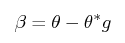 β = θ − θ*g